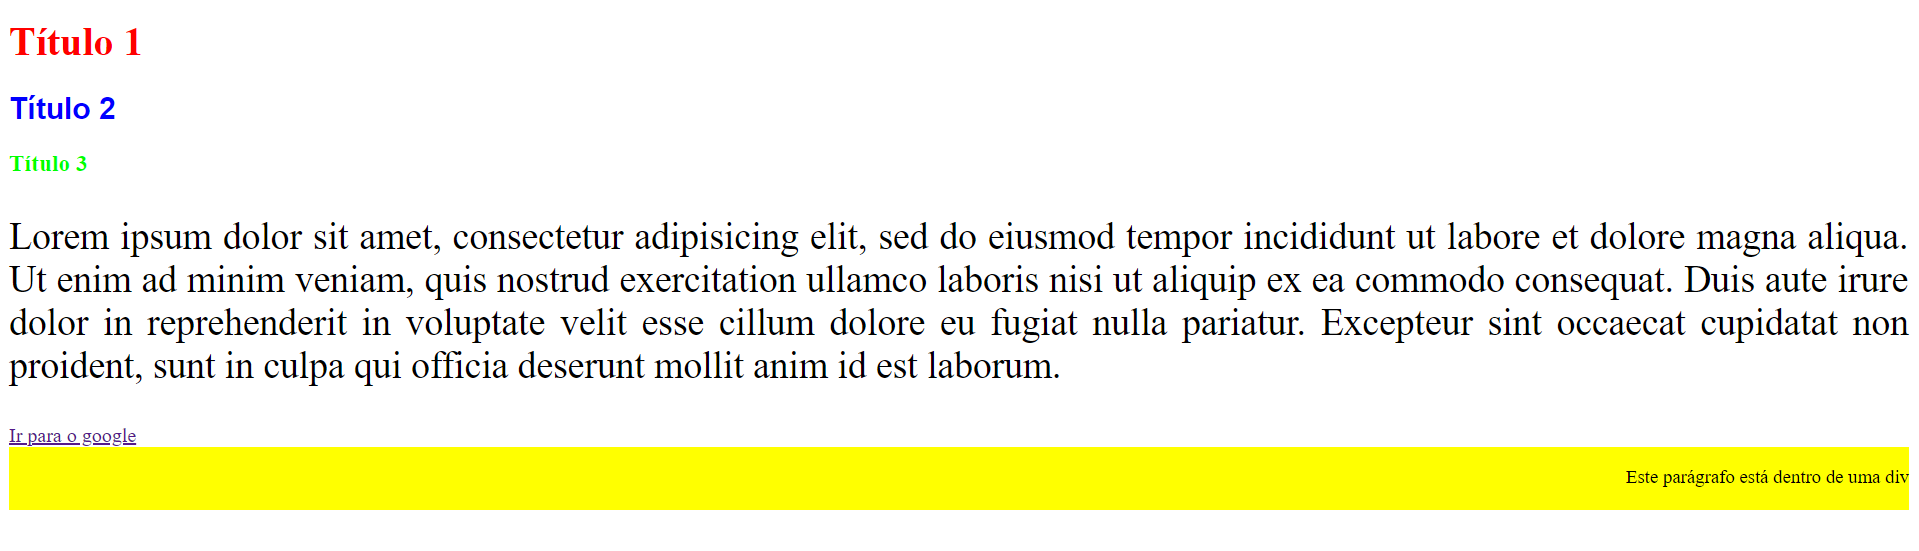 Título 1
Título 2
Título 3
Lorem ipsum dolor sit amet, consectetur adipisicing elit, sed do eiusmod tempor incididunt ut labore et dolore magna aliqua.
Ut enim ad minim veniam, quis nostrud exercitation ullamco laboris nisi ut aliquip ex ea commodo consequat. Duis aute irure
dolor in reprehenderit in voluptate velit esse cillum dolore eu fugiat nulla pariatur. Excepteur sint occaecat cupidatat non
proident, sunt in culpa qui officia deserunt mollit anim id est laborum.
Ir para o google
Este parágrafo está dentro de uma div